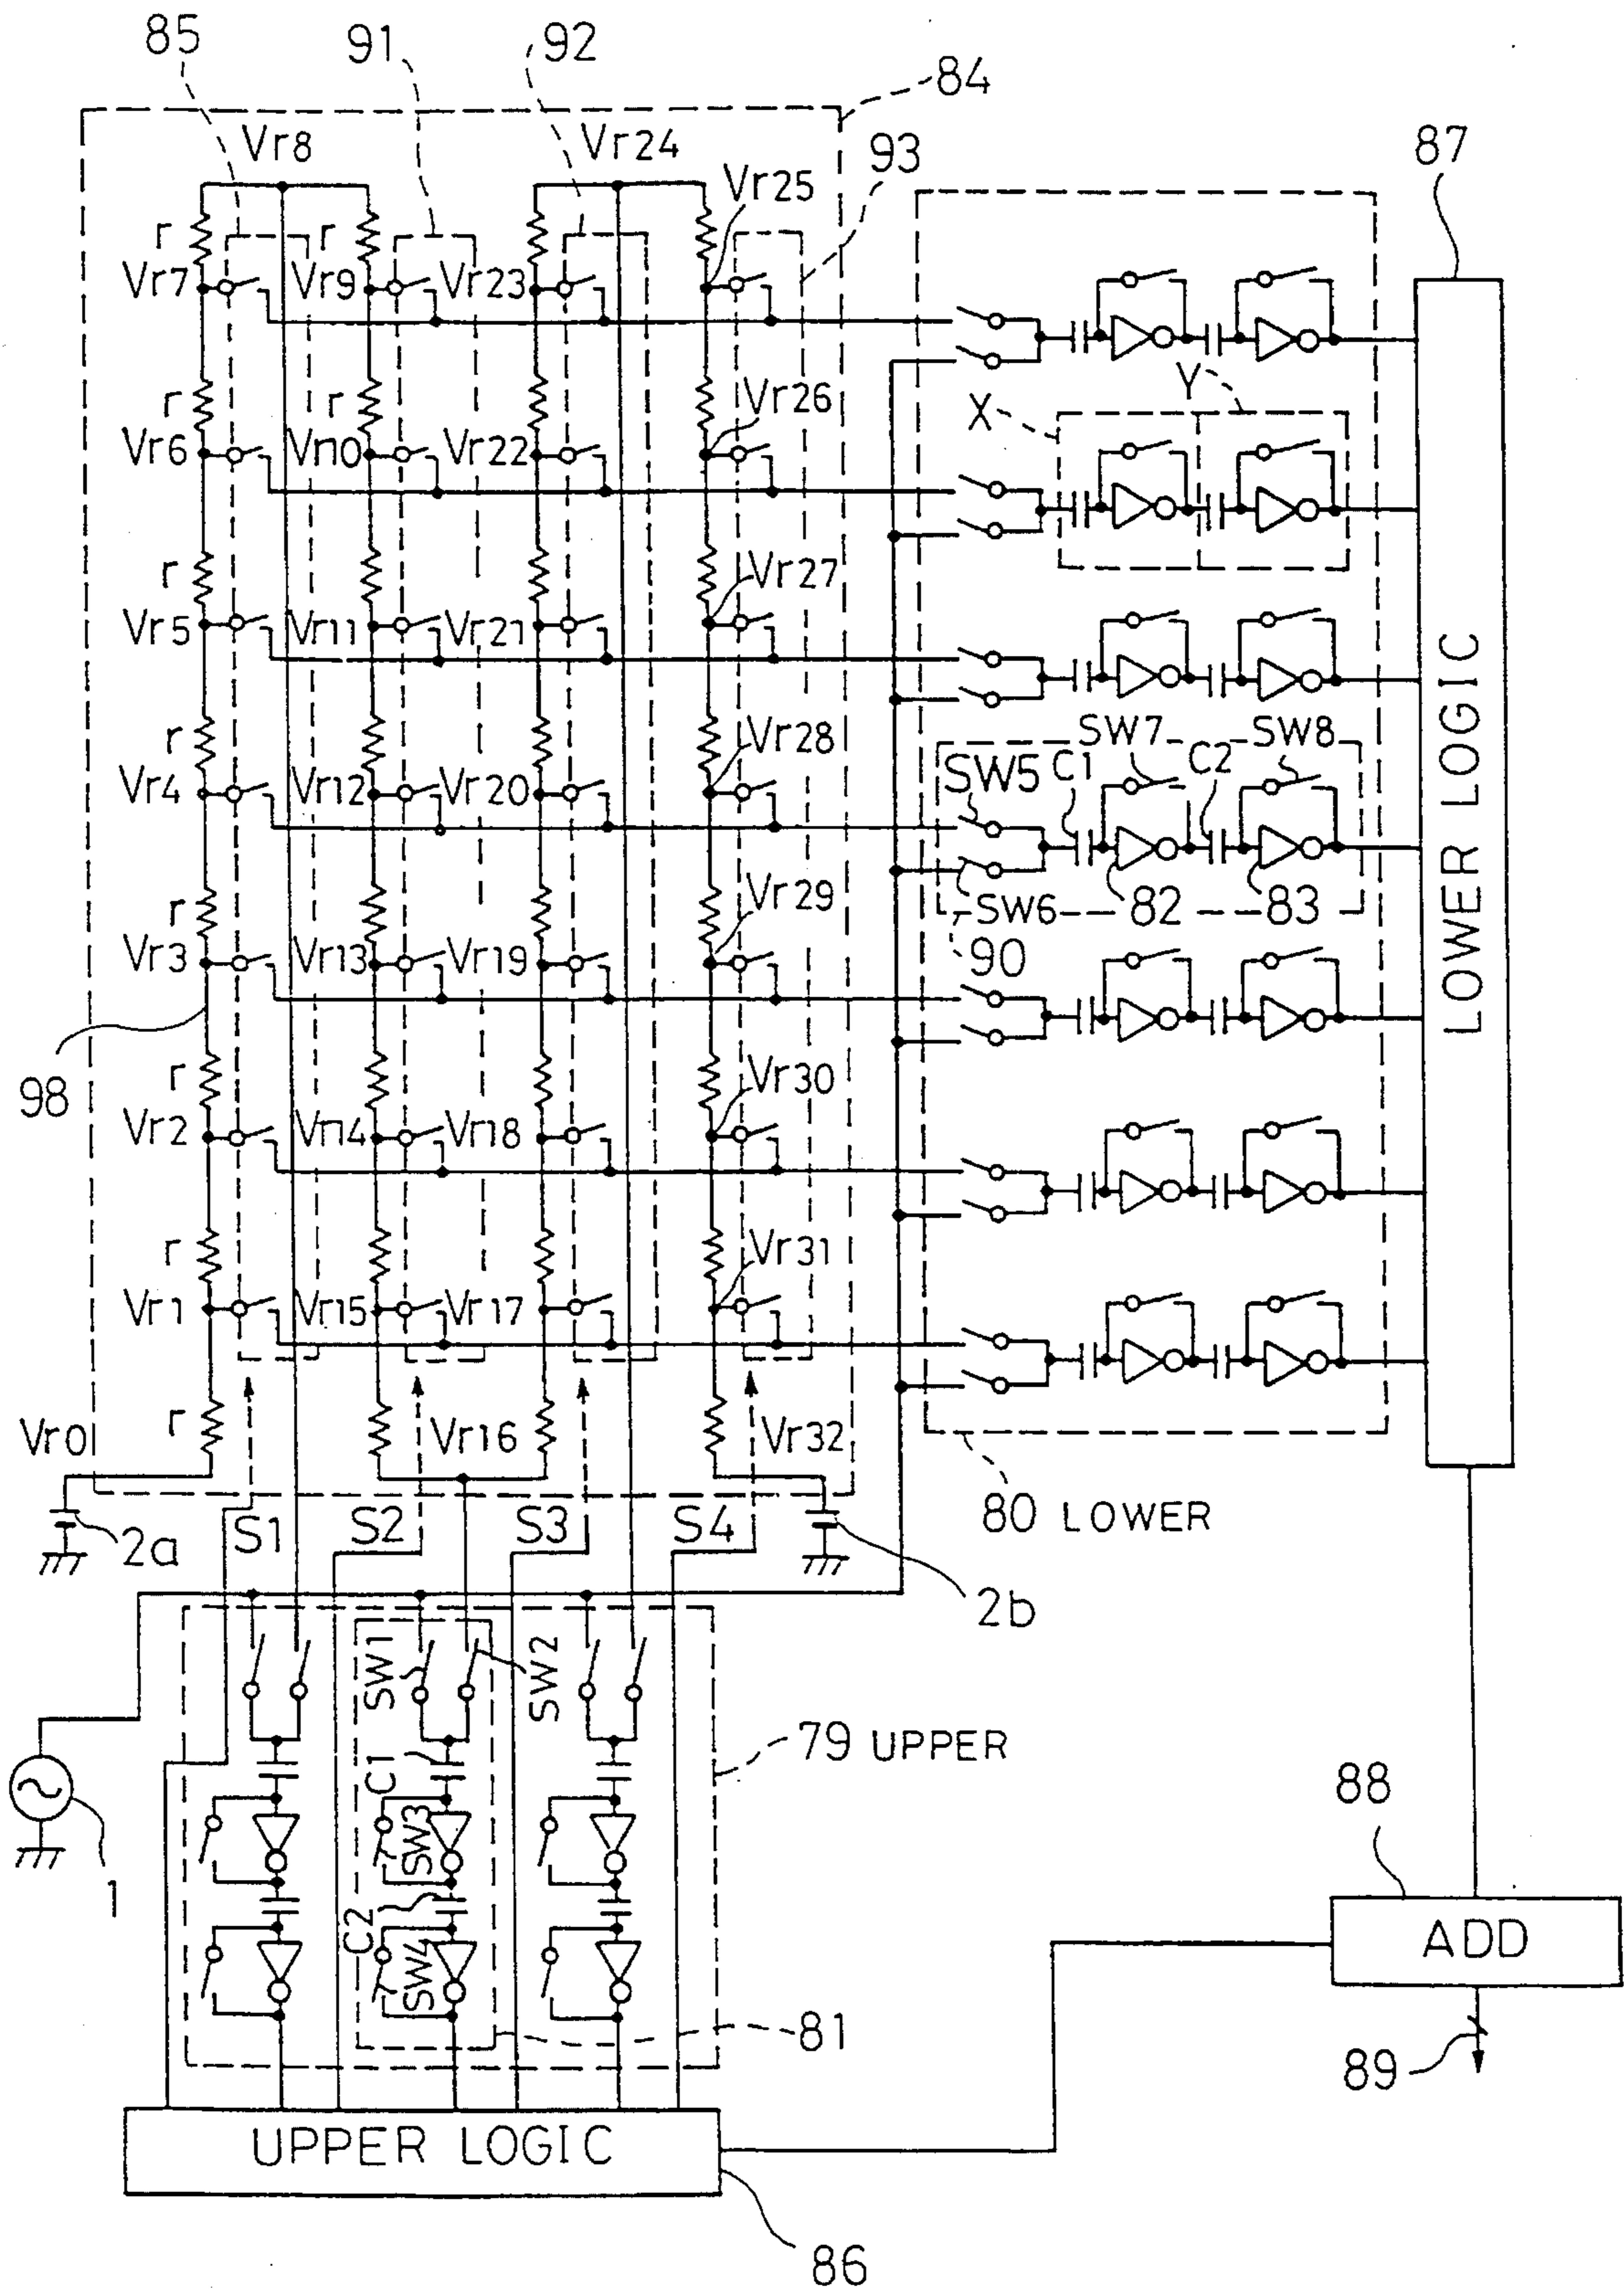 85
91
92
84
Vr8
Vr24
93
87
Vr25
r
r
Vr7
Vr9
Vr23
Y
r
r
Vr26
X
Vr6
Vr10
Vr22
r
Vr27
Vr5
Vr11
Vr21
LOWER LOGIC
r
Vr28
SW7
SW8
SW5
C1
C2
Vr4
Vr12
Vr20
r
Vr29
SW6
82
83
90
Vr3
Vr13
Vr19
98
r
Vr30
Vr2
Vr14
Vr18
r
Vr31
Vr1
Vr15
Vr17
Vr0
r
Vr16
Vr32
80 LOWER
2a
S1
S2
S3
S4
2b
SW1
SW2
79 UPPER
C1
SW3
1
88
C2
SW4
ADD
81
89
UPPER LOGIC
86